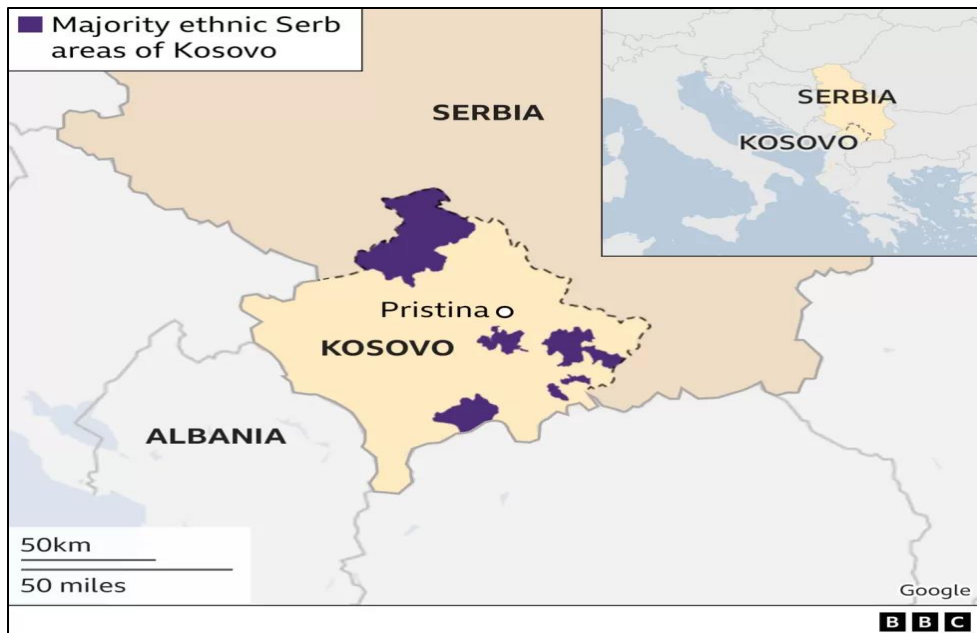 Majority ethnic Serb
areas of Kosovo
SERBIA
SERBIA
KOSOVO
Pristina
KOSOVO
ALBANIA
50km
50 miles
Google
BBC